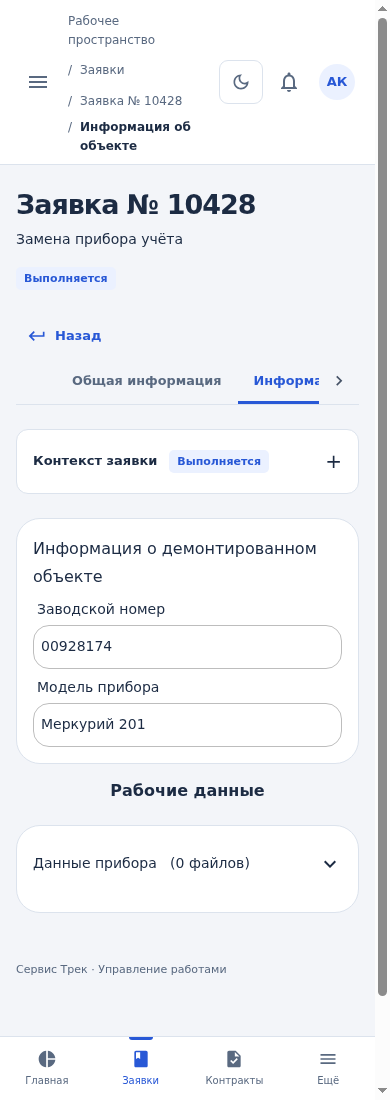 Рабочее
пространство
/ Заявки
/ Заявка № 10428
/ Информация об
объекте
АК
Заявка № 10428
Замена прибора учёта
Выполняется
Назад
Общая информация
Информа
Контекст заявки Выполняется
Информация о демонтированном
объекте
Заводской номер
00928174
Модель прибора
Меркурий 201
Рабочие данные
Данные прибора (0 файлов)
Сервис Трек · Управление работами
Главная Заявки Контракты Ещё